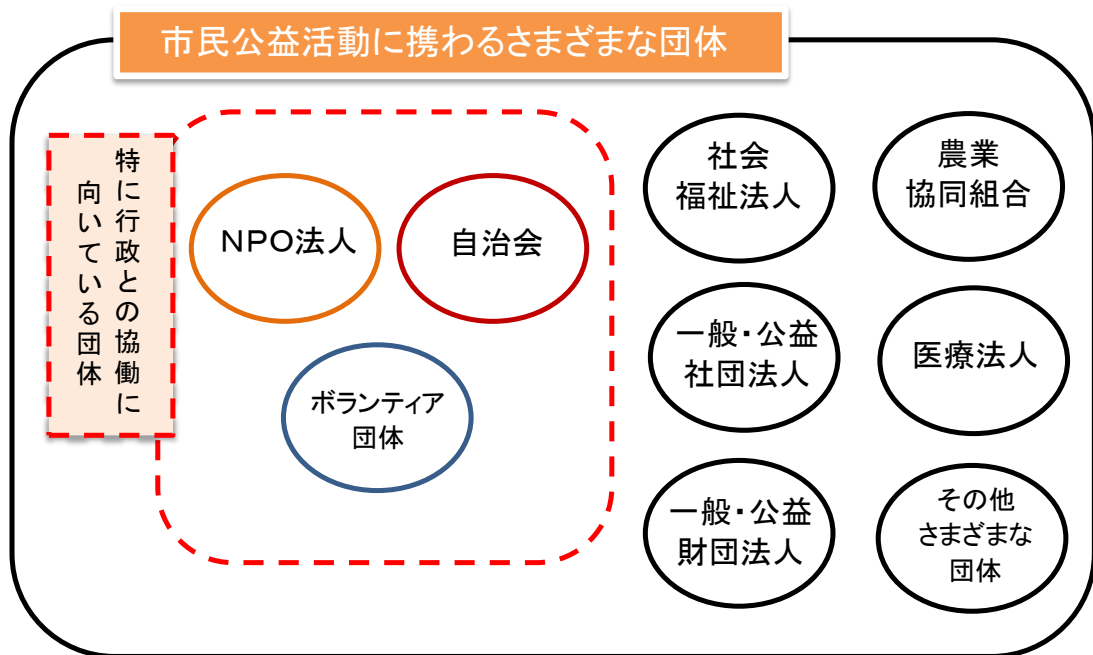 市民公益活動に携わるさまざまな団体
特に行政との協働に
向いている団体
NPO法人
自治会
ボランティア
団体
社会
福祉法人
農業
協同組合
一般・公益
社団法人
医療法人
一般・公益
財団法人
その他
さまざまな
団体